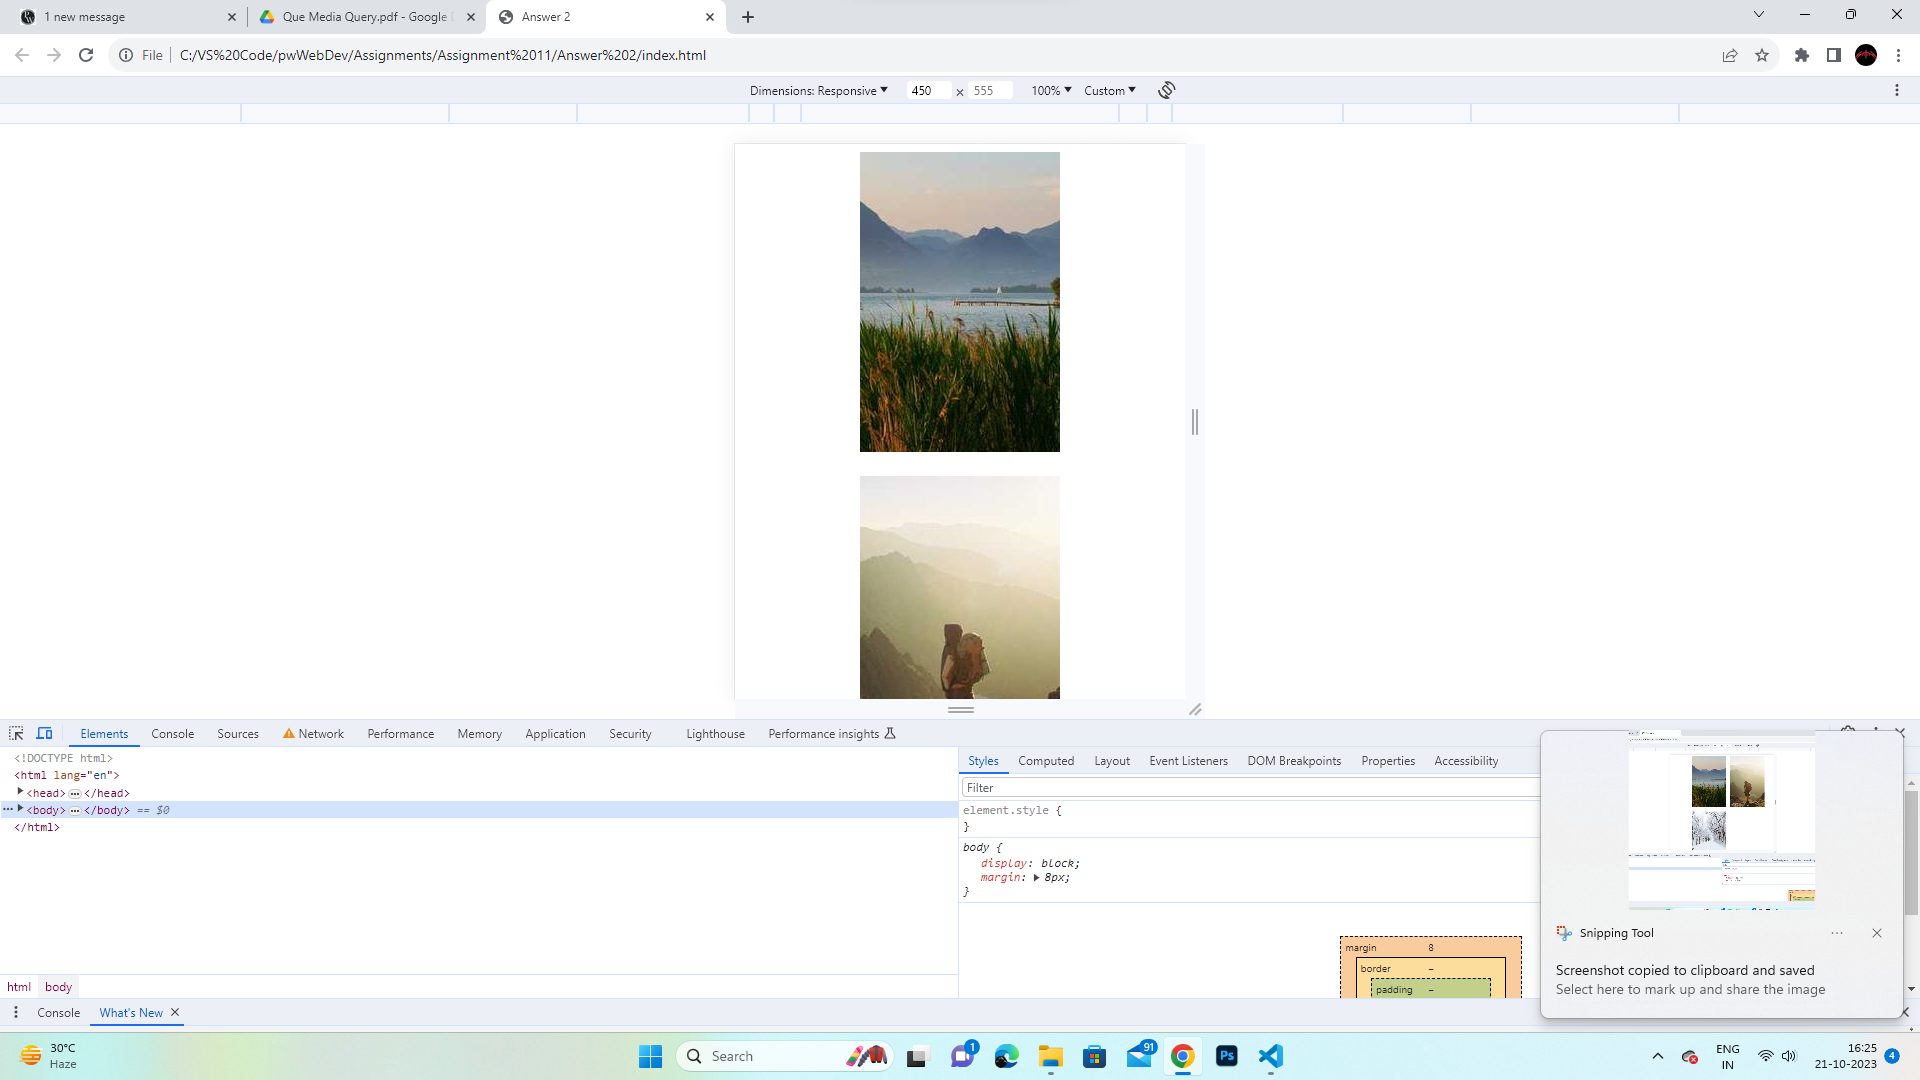 1 new message
Que Media Query.pdf - Google
Answer 2
File
C:/VS%20Code/pwWebDev/Assignments/Assignment%2011/Answer%202/index.html
Dimensions: Responsive
450 × 555
100%
Custom
Elements Console Sources Network Performance Memory Application Security Lighthouse Performance insights
<!DOCTYPE html>
<html lang="en">
<head> ••• </head>
••• <body> ••• </body> == $0
</html>
html body
Styles Computed Layout Event Listeners DOM Breakpoints Properties Accessibility
Filter
element.style {
}
body {
display: block;
margin: 8px;
}
margin 8
border –
padding –
Snipping Tool
Screenshot copied to clipboard and saved
Select here to mark up and share the image
Console What's New
30°C
Haze
Search
1
91
Ps
ENG
IN
16:25
21-10-2023
4